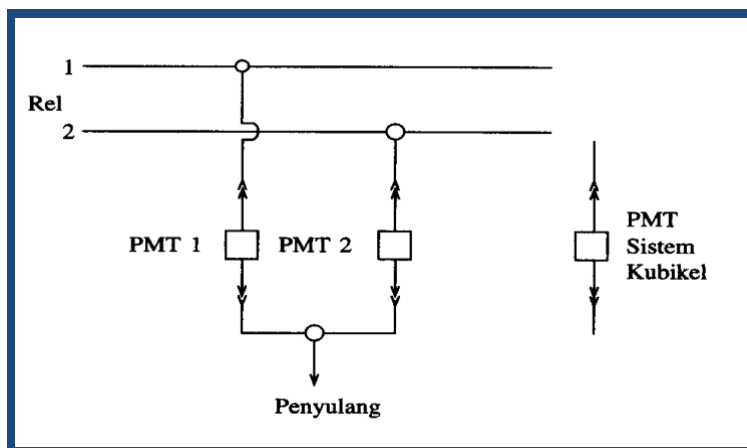 1
Rel
2
PMT 1
PMT 2
PMT
Sistem
Kubikel
Penyulang